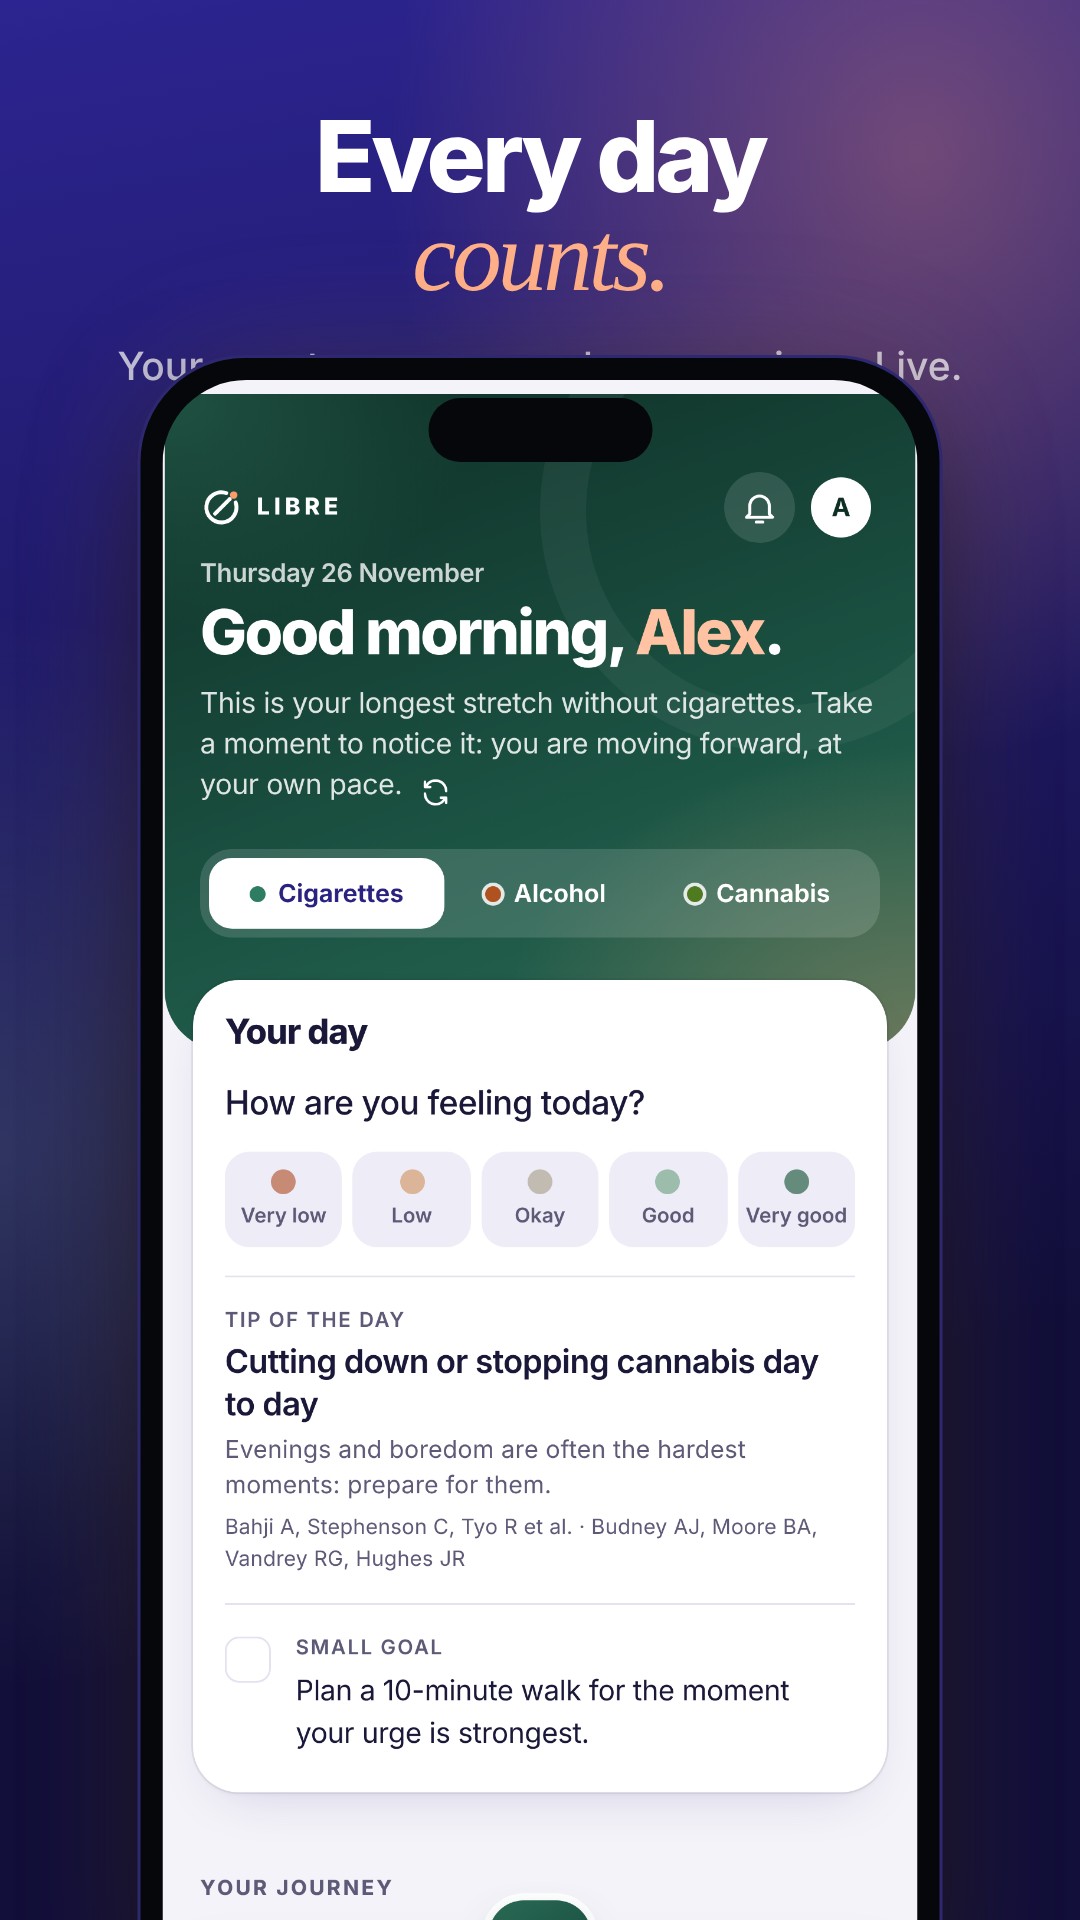 Every day
counts.
Your live.
LIBRE
A
Thursday 26 November
Good morning, Alex.
This is your longest stretch without cigarettes. Take
a moment to notice it: you are moving forward, at
your own pace.
Cigarettes
Alcohol
Cannabis
Your day
How are you feeling today?
Very low
Low
Okay
Good
Very good
TIP OF THE DAY
Cutting down or stopping cannabis day
to day
Evenings and boredom are often the hardest
moments: prepare for them.
Bahji A, Stephenson C, Tyo R et al. · Budney AJ, Moore BA,
Vandrey RG, Hughes JR
SMALL GOAL
Plan a 10-minute walk for the moment
your urge is strongest.
YOUR JOURNEY